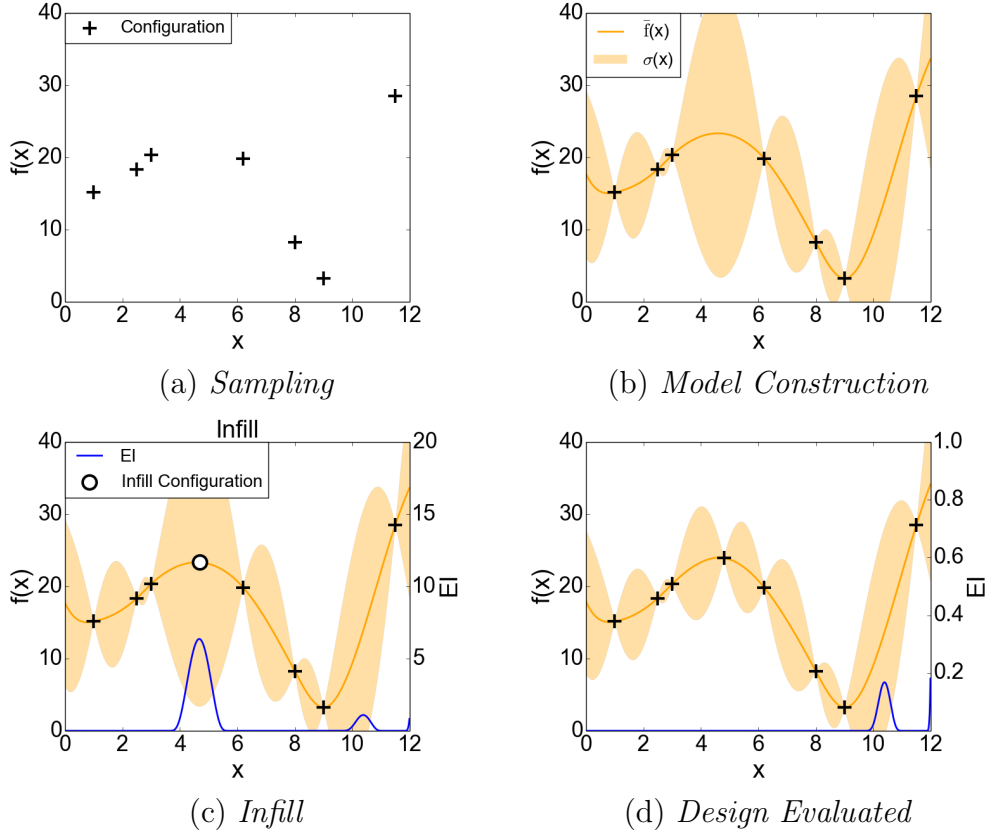 40
30
20
10
0
f(x)
Configuration
0 2 4 6 8 10 12
x
(a) Sampling
40
30
20
10
0
f(x)
f̄(x)
σ(x)
0 2 4 6 8 10 12
x
(b) Model Construction
Infill
40
30
20
10
0
f(x)
EI
Infill Configuration
20
15
10
5
EI
0 2 4 6 8 10 12
x
(c) Infill
40
30
20
10
0
f(x)
1.0
0.8
0.6
0.4
0.2
EI
0 2 4 6 8 10 12
x
(d) Design Evaluated